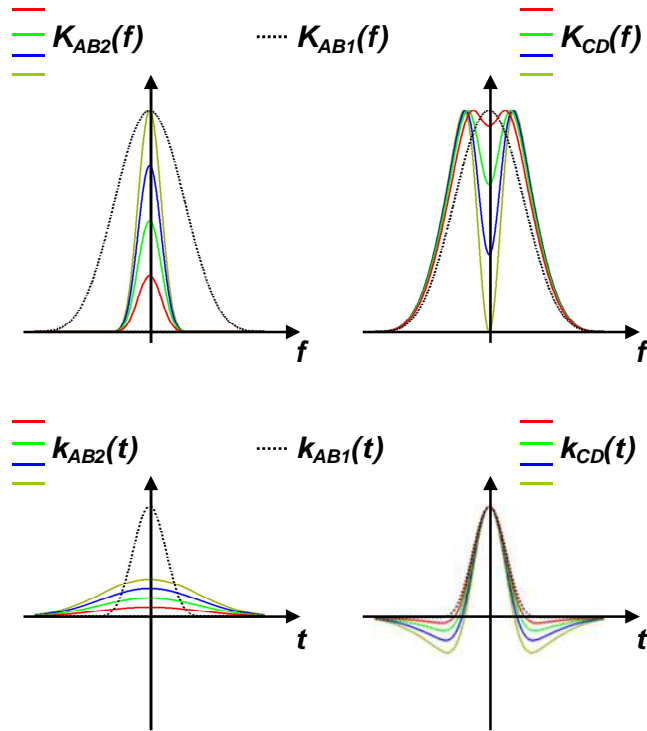 K_AB2(f) K_AB1(f) K_CD(f)
f f
k_AB2(t) k_AB1(t) k_CD(t)
t t